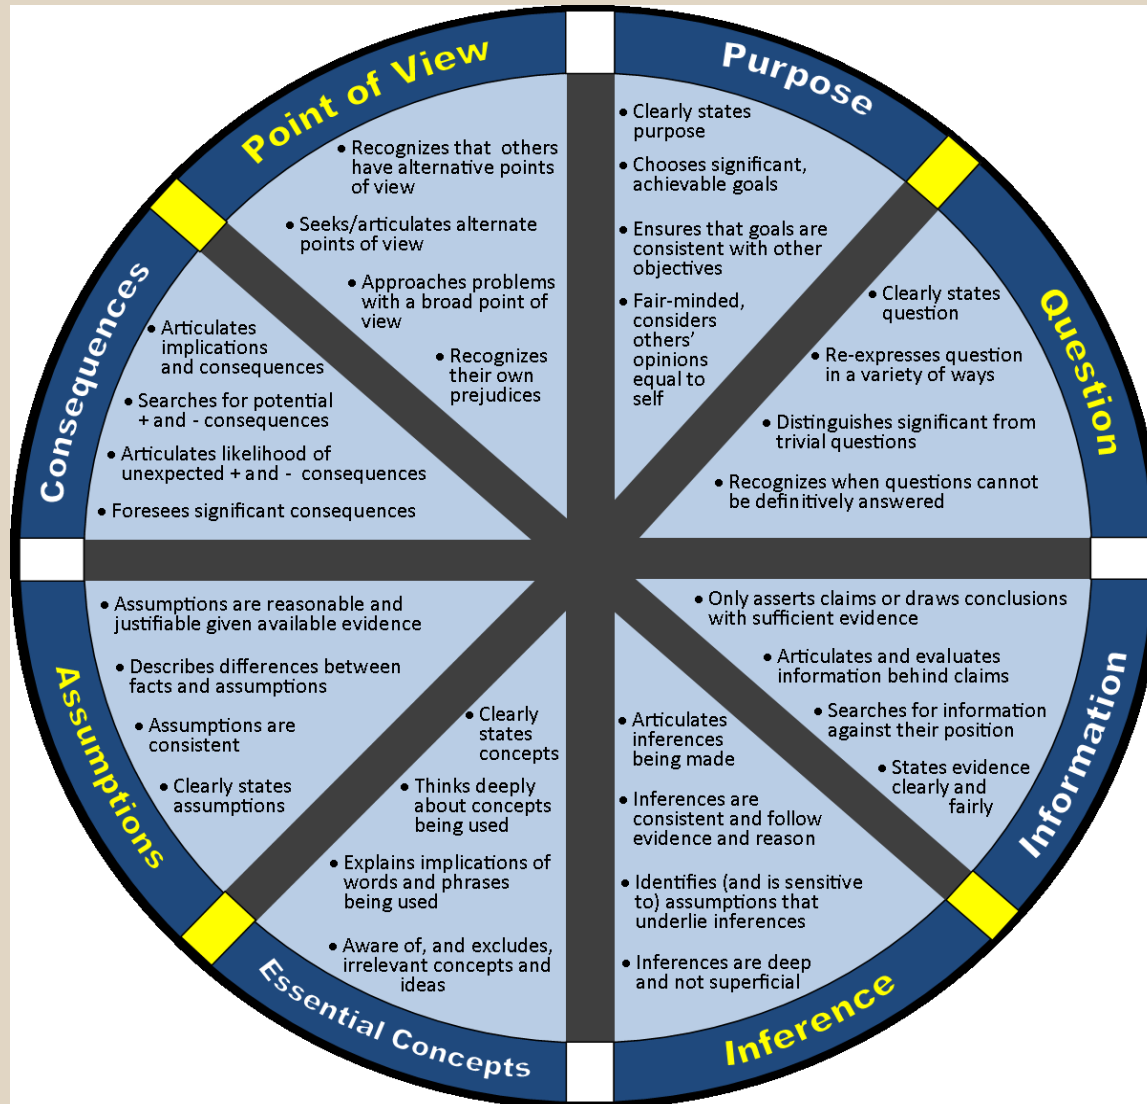 Purpose
• Clearly states
purpose
• Chooses significant,
achievable goals
• Ensures that goals are
consistent with other
objectives
• Fair-minded,
considers
others’
opinions
equal to
self
Question
• Clearly states
question
• Re-expresses question
in a variety of ways
• Distinguishes significant from
trivial questions
• Recognizes when questions cannot
be definitively answered
Information
• Only asserts claims or draws conclusions
with sufficient evidence
• Articulates and evaluates
information behind claims
• Searches for information
against their position
• States evidence
clearly and
fairly
Inference
• Articulates
inferences
being made
• Inferences are
consistent and follow
evidence and reason
• Identifies (and is sensitive
to) assumptions that
underlie inferences
• Inferences are deep
and not superficial
Essential Concepts
• Clearly
states
concepts
• Thinks deeply
about concepts
being used
• Explains implications of
words and phrases
being used
• Aware of, and excludes,
irrelevant concepts and
ideas
Assumptions
• Assumptions are reasonable and
justifiable given available evidence
• Describes differences between
facts and assumptions
• Assumptions are
consistent
• Clearly states
assumptions
Consequences
• Articulates
implications
and consequences
• Searches for potential
+ and - consequences
• Articulates likelihood of
unexpected + and - consequences
• Foresees significant consequences
Point of View
• Recognizes that others
have alternative points
of view
• Seeks/articulates alternate
points of view
• Approaches problems
with a broad point of
view
• Recognizes
their own
prejudices